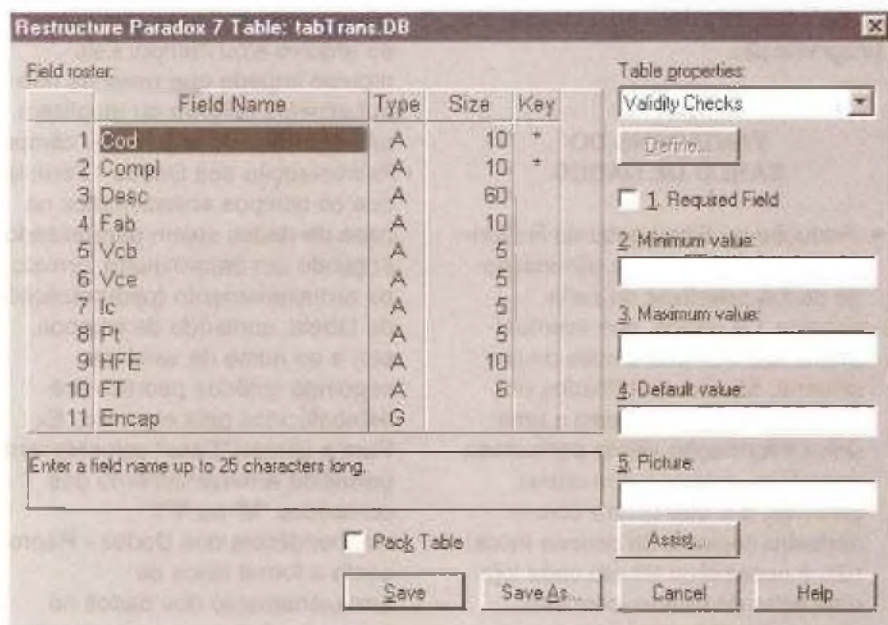 Restructure Paradox 7 Table: tabTrans.DB
Field roster:
Field Name Type Size Key
1 Cod A 10 *
2 Compl A 10 *
3 Desc A 60
4 Fab A 10
5 Vcb A 5
6 Vce A 5
7 Ic A 5
8 Pt A 5
9 HFE A 10
10 FT A 6
11 Encap G
Enter a field name up to 25 characters long.
Pack Table
Table properties:
Validity Checks
Define...
1. Required Field
2. Minimum value:
3. Maximum value:
4. Default value:
5. Picture:
Assist...
Save
Save As...
Cancel
Help